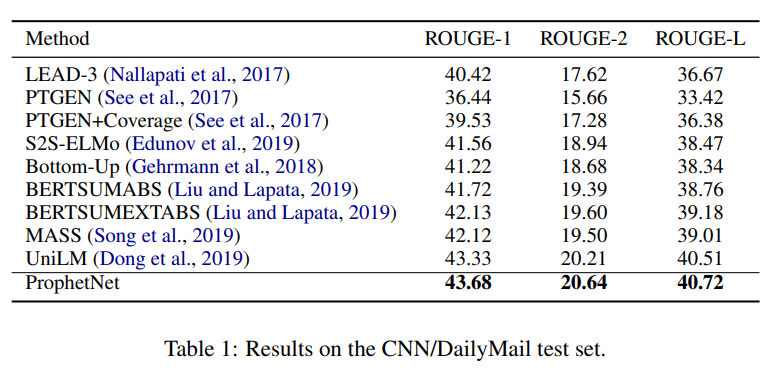 Method ROUGE-1 ROUGE-2 ROUGE-L
LEAD-3 (Nallapati et al., 2017) 40.42 17.62 36.67
PTGEN (See et al., 2017) 36.44 15.66 33.42
PTGEN+Coverage (See et al., 2017) 39.53 17.28 36.38
S2S-ELMo (Edunov et al., 2019) 41.56 18.94 38.47
Bottom-Up (Gehrmann et al., 2018) 41.22 18.68 38.34
BERTSUMABS (Liu and Lapata, 2019) 41.72 19.39 38.76
BERTSUMEXTABS (Liu and Lapata, 2019) 42.13 19.60 39.18
MASS (Song et al., 2019) 42.12 19.50 39.01
UniLM (Dong et al., 2019) 43.33 20.21 40.51
ProphetNet 43.68 20.64 40.72
Table 1: Results on the CNN/DailyMail test set.